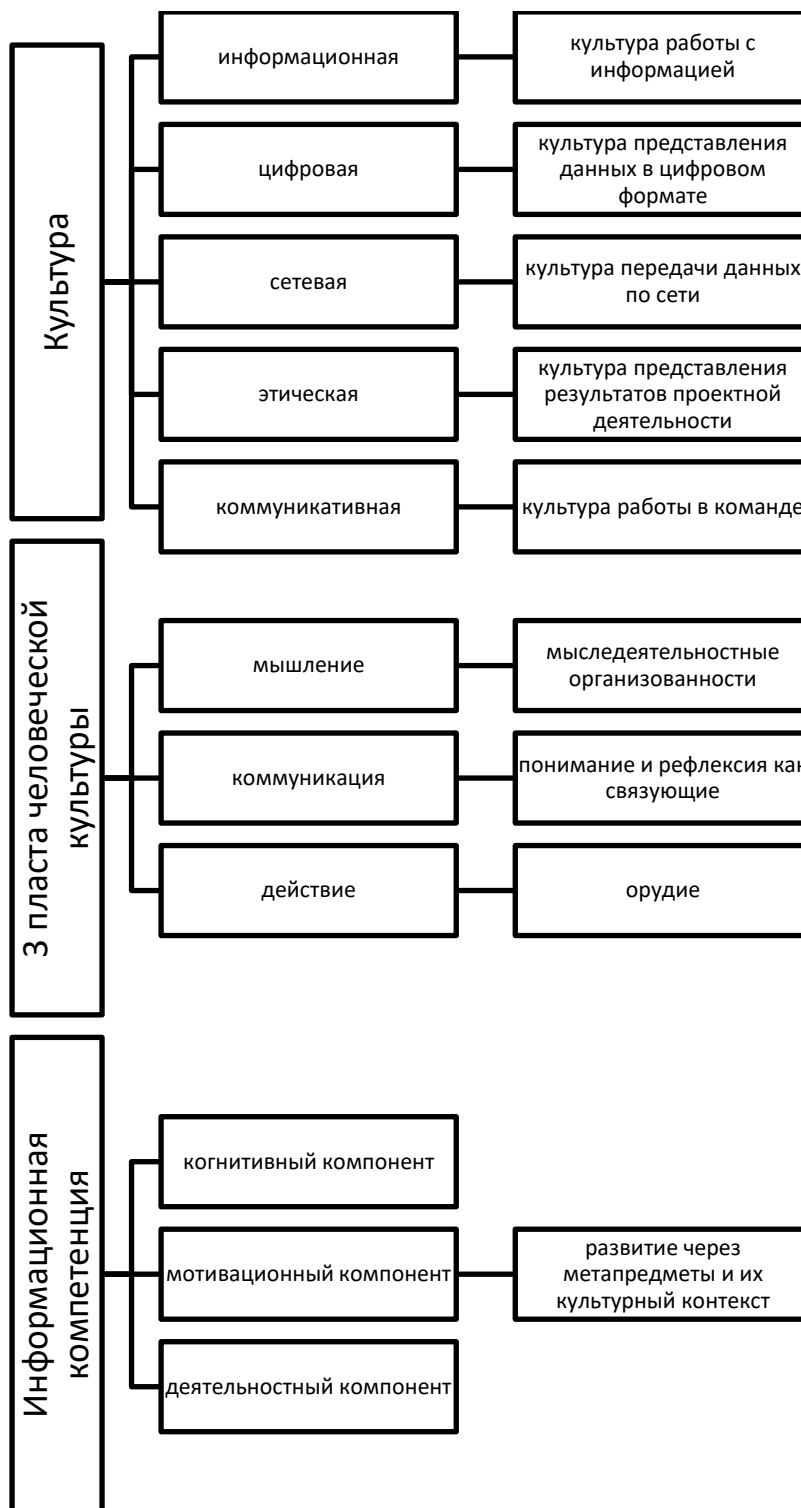 Культура
информационная
культура работы с
информацией
цифровая
культура представления
данных в цифровом
формате
сетевая
культура передачи данных
по сети
этическая
культура представления
результатов проектной
деятельности
коммуникативная
культура работы в команде
3 пласта человеческой
культуры
мышление
мыследеятельностные
организованности
коммуникация
понимание и рефлексия как
связующие
действие
орудие
Информационная
компетенция
когнитивный компонент
мотивационный компонент
развитие через
метапредметы и их
культурный контекст
деятельностный компонент